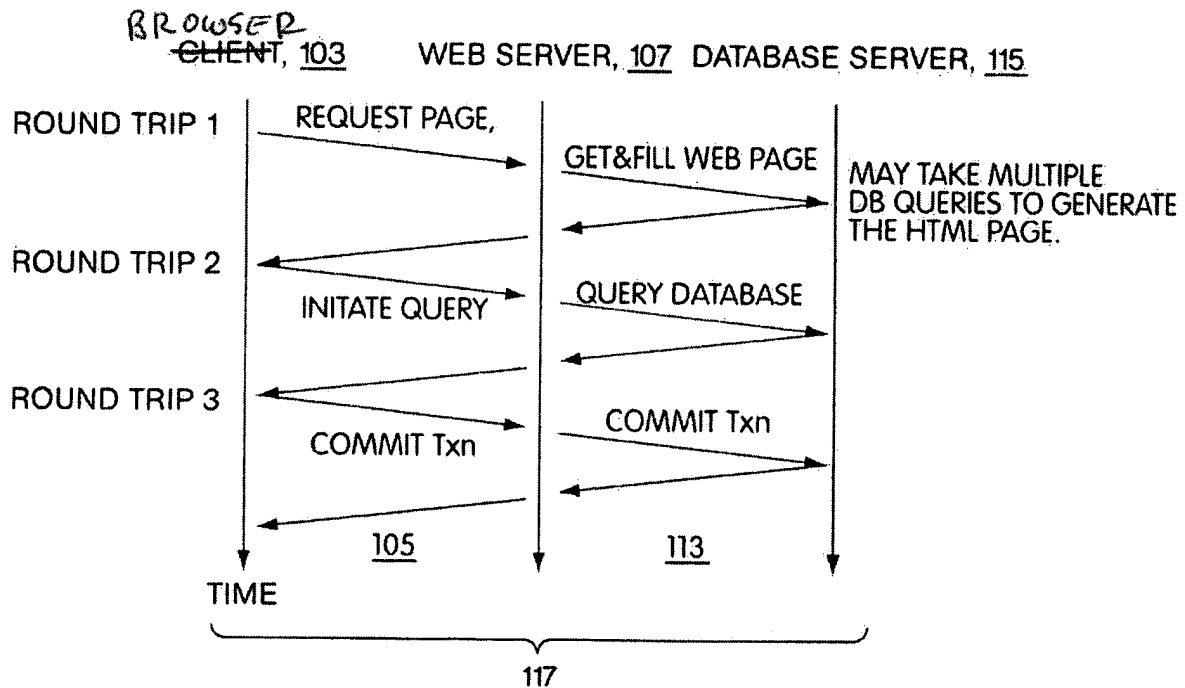 BROWSER
CLIENT, 103 WEB SERVER, 107 DATABASE SERVER, 115
ROUND TRIP 1
REQUEST PAGE,
GET&FILL WEB PAGE
MAY TAKE MULTIPLE
DB QUERIES TO GENERATE
THE HTML PAGE.
ROUND TRIP 2
INITATE QUERY
QUERY DATABASE
ROUND TRIP 3
COMMIT Txn
COMMIT Txn
105
113
TIME
117